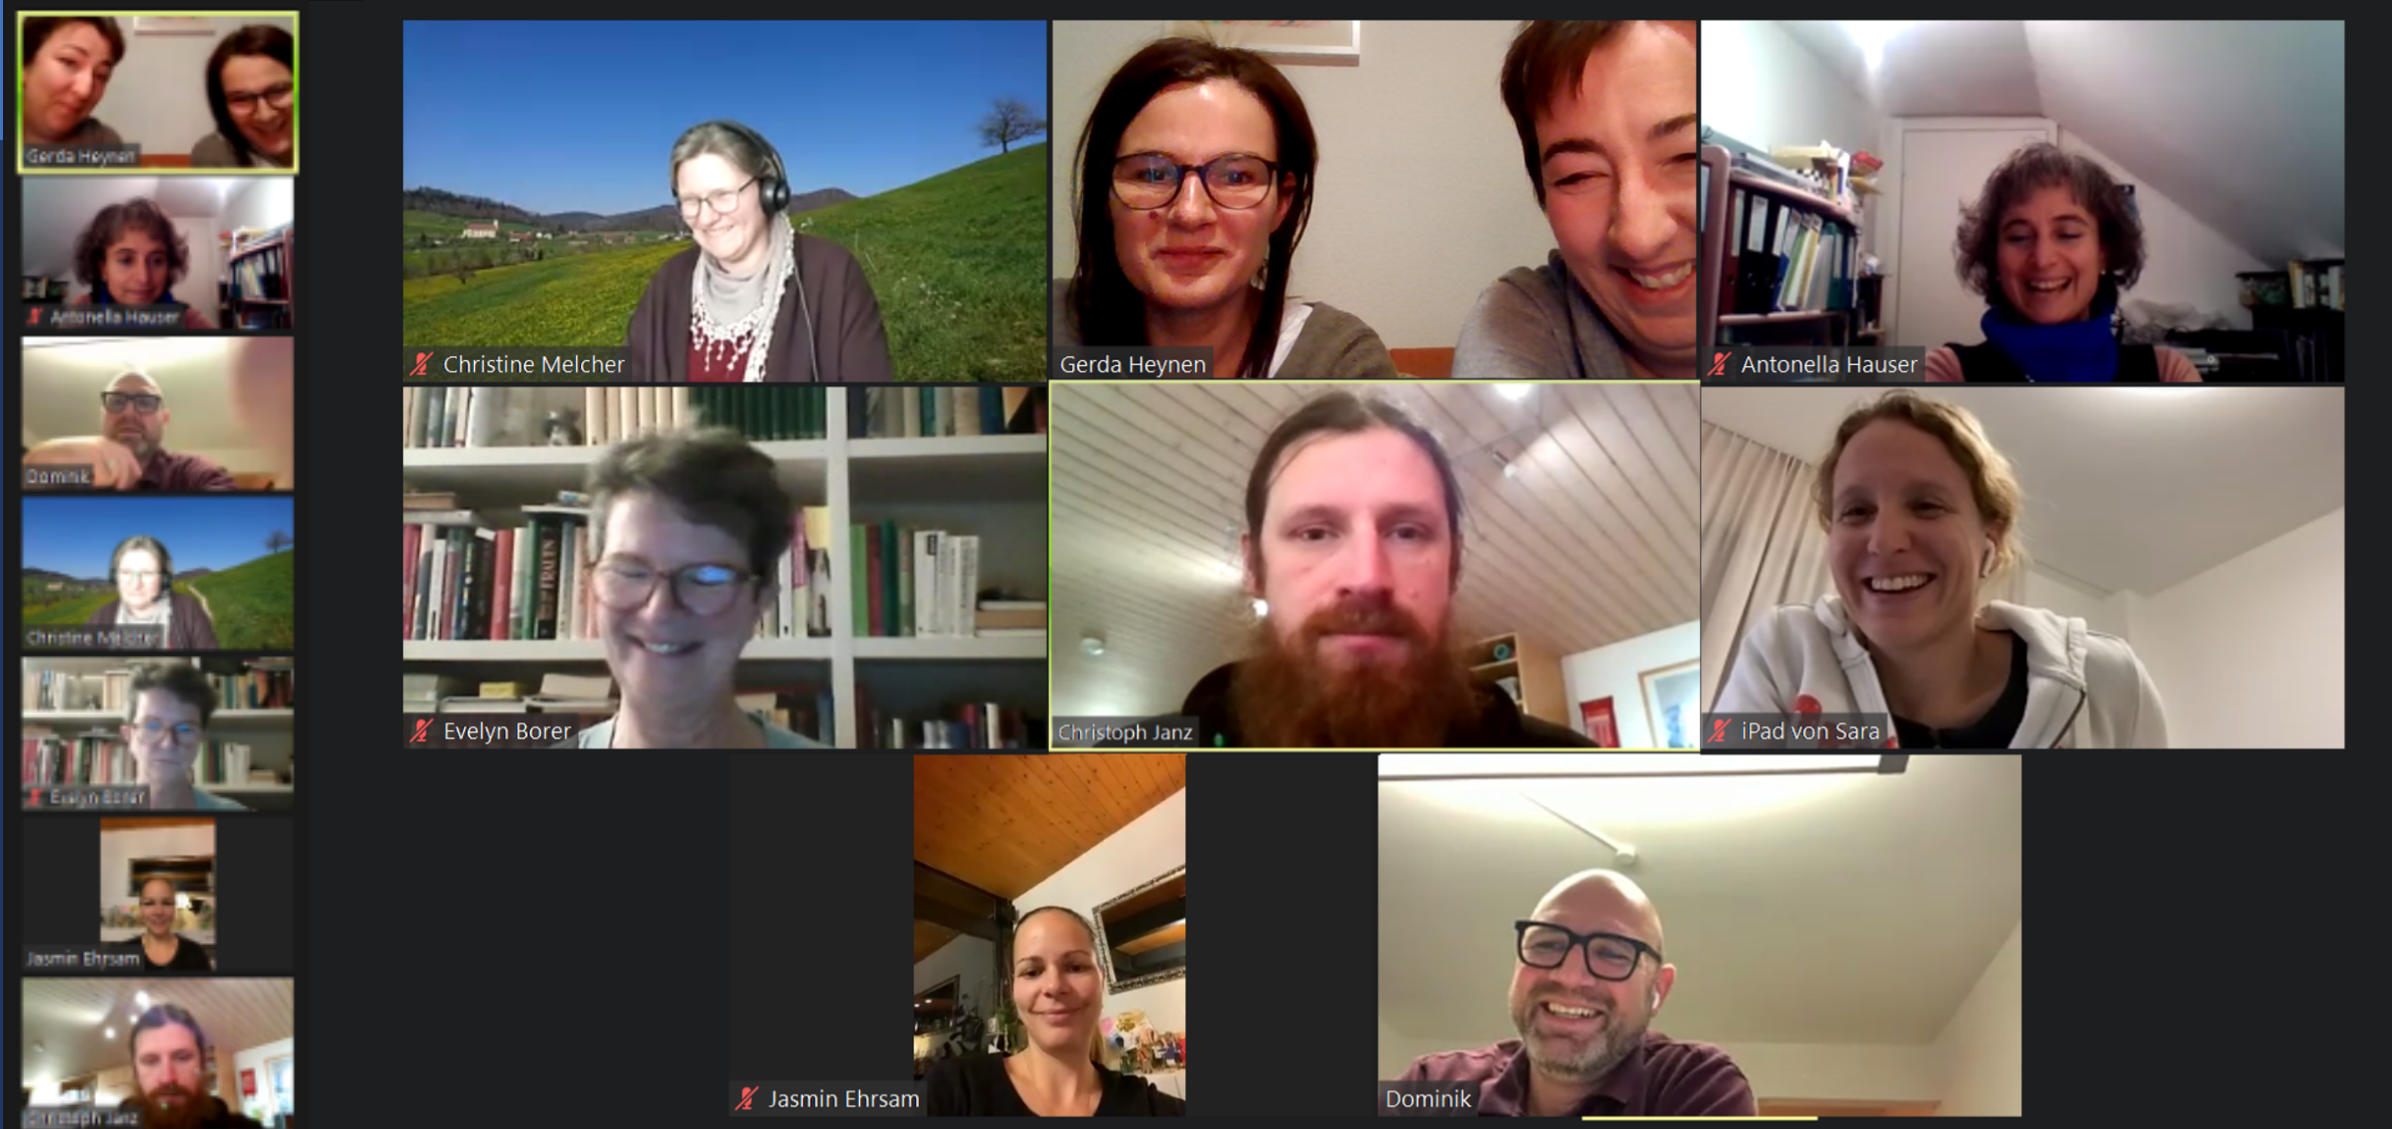 Gerda Heynen
Antonella Hauser
Dominik
Christine Melcher
Evelyn Borer
Jasmin Ehrsam
Christoph Janz
Christine Melcher
Gerda Heynen
Antonella Hauser
FRAUEN
Evelyn Borer
Christoph Janz
iPad von Sara
Jasmin Ehrsam
Dominik